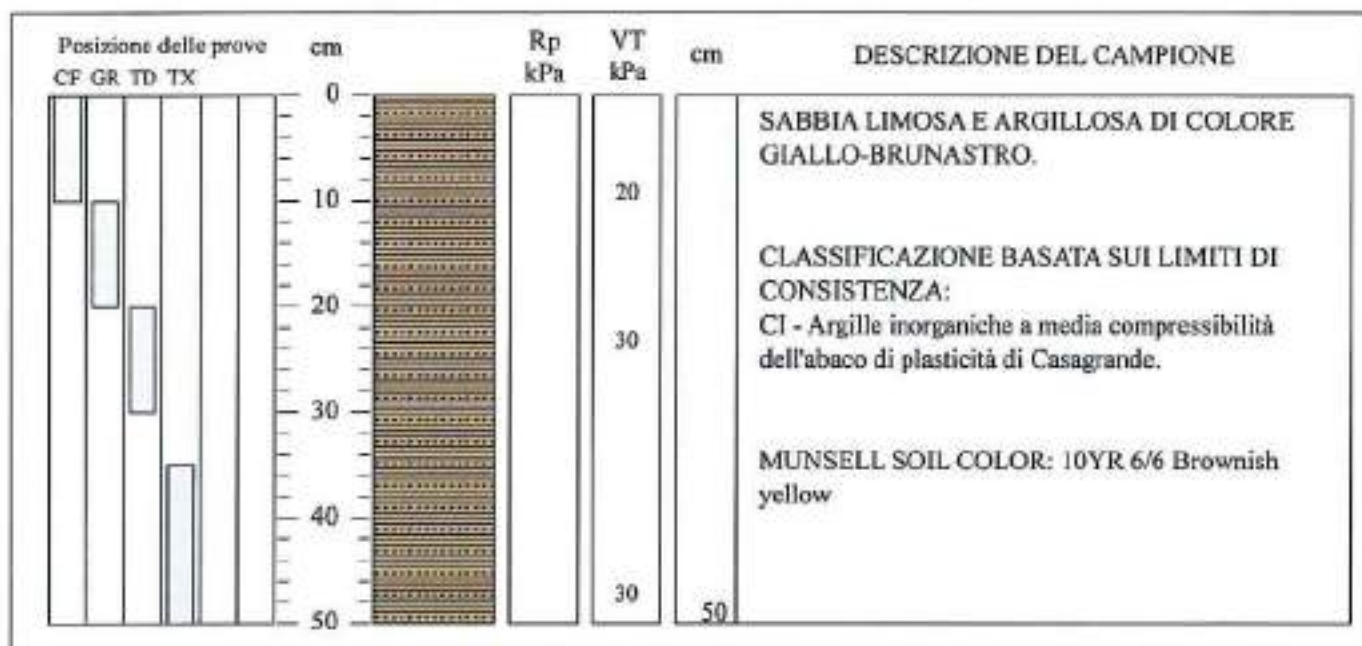 Posizione delle prove
CF GR TD TX
cm
Rp
kPa
VT
kPa
cm
DESCRIZIONE DEL CAMPIONE
0
10
20
30
40
50
20
30
30
50
SABBIA LIMOSA E ARGILLOSA DI COLORE
GIALLO-BRUNASTRO.
CLASSIFICAZIONE BASATA SUI LIMITI DI
CONSISTENZA:
CI - Argille inorganiche a media compressibilità
dell'abaco di plasticità di Casagrande.
MUNSELL SOIL COLOR: 10YR 6/6 Brownish
yellow